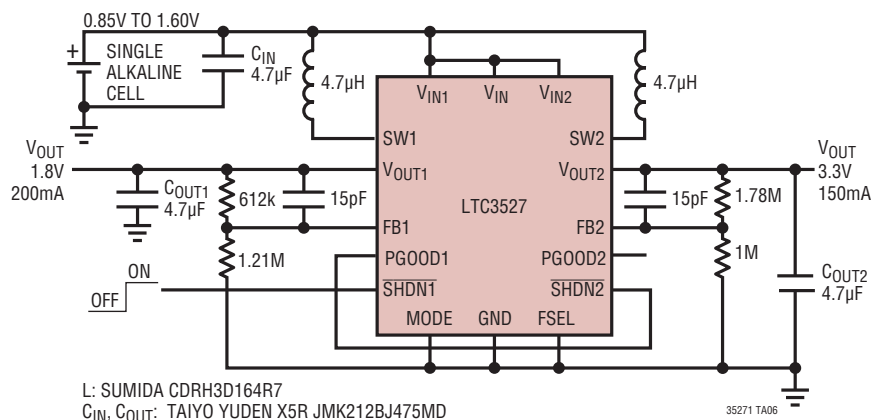 0.85V TO 1.60V
+
SINGLE
ALKALINE
CELL
CIN
4.7µF
4.7µH
4.7µH
VIN1
VIN
VIN2
SW1
SW2
VOUT
1.8V
200mA
VOUT1
VOUT2
VOUT
3.3V
150mA
COUT1
4.7µF
612k
15pF
LTC3527
15pF
1.78M
FB1
FB2
1.21M
PGOOD1
PGOOD2
1M
OFF
ON
SHDN1
SHDN2
COUT2
4.7µF
MODE
GND
FSEL
L: SUMIDA CDRH3D164R7
CIN, COUT: TAIYO YUDEN X5R JMK212BJ475MD
35271 TA06